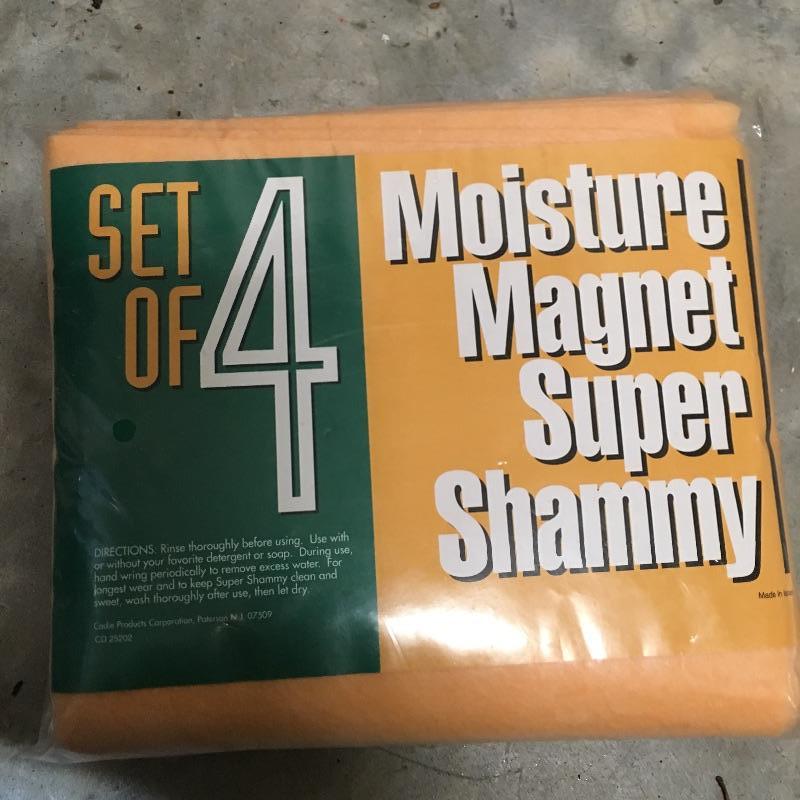 SET
OF 4
Moisture
Magnet
Super
Shammy
DIRECTIONS. Rinse thoroughly before using. Use with
or without your favorite detergent or soap. During use,
hand wring periodically to remove excess water. For
longest wear and to keep Super Shammy clean and
sweet, wash thoroughly after use, then let dry.
Products Corporation, Paterson N.J. 07509
CD 25202
Made in